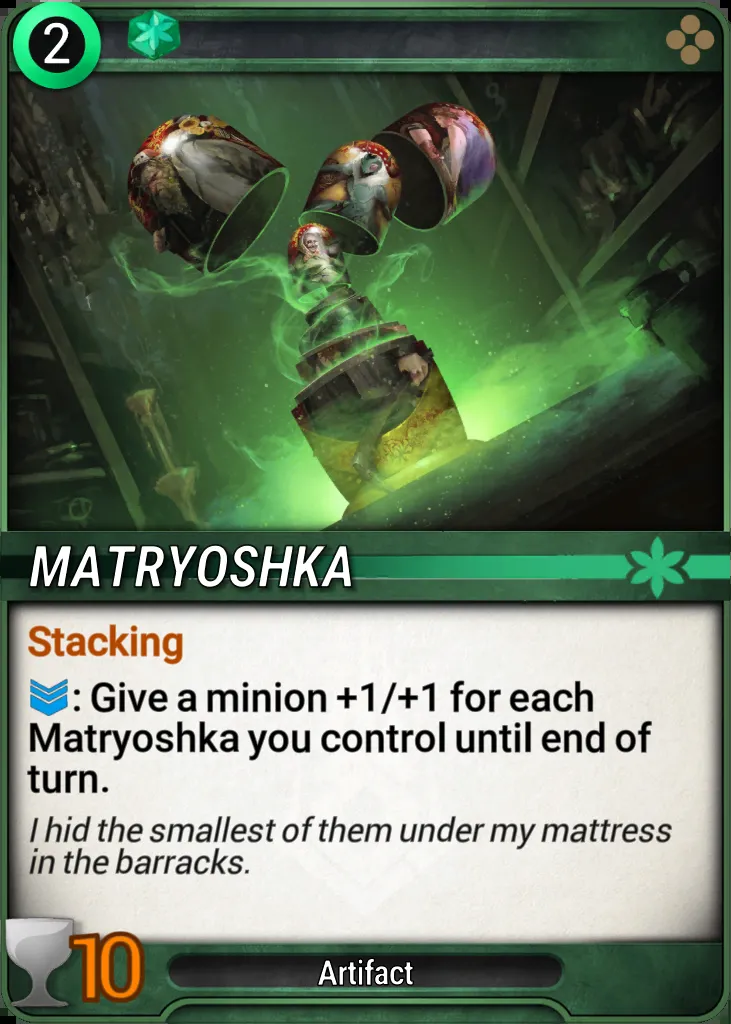 2
MATRYOSHKA
Stacking
: Give a minion +1/+1 for each
Matryoshka you control until end of
turn.
I hid the smallest of them under my mattress
in the barracks.
10
Artifact